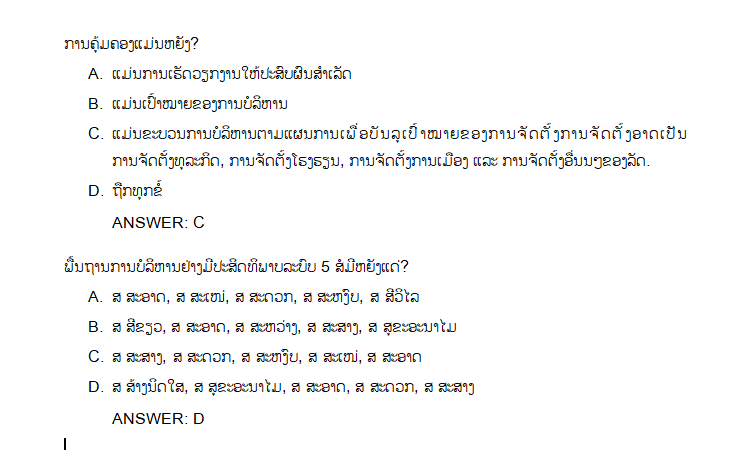 ການຄຸ້ມຄອງແມ່ນຫຍັງ?
A. ແມ່ນການເຮັດວຽກງານໃຫ້ປະສົບຜົນສຳເລັດ
B. ແມ່ນເປົ້າໝາຍຂອງການບໍລິຫານ
C. ແມ່ນຂະບວນການບໍລິຫານຕາມແຜນການເພື່ອບັນລຸເປົ້າໝາຍຂອງການຈັດຕັ້ງການຈັດຕັ້ງອາດເປັນ
ການຈັດຕັ້ງທຸລະກິດ, ການຈັດຕັ້ງໂຮງຮຽນ, ການຈັດຕັ້ງການເມືອງ ແລະ ການຈັດຕັ້ງອື່ນນໆຂອງລັດ.
D. ຖືກທຸກຂໍ້
ANSWER: C
ພື້ນຖານການບໍລິຫານຢ່າງມີປະສິດທິພາບລະບົບ 5 ສໍມີຫຍັງແດ່?
A. ສ ສະອາດ, ສ ສະເໜ່, ສ ສະດວກ, ສ ສະຫງົບ, ສ ສີວິໄລ
B. ສ ສີຂຽວ, ສ ສະອາດ, ສ ສະຫວ່າງ, ສ ສະສາງ, ສ ສຸຂະອະນາໄມ
C. ສ ສະສາງ, ສ ສະດວກ, ສ ສະຫງົບ, ສ ສະເໜ່, ສ ສະອາດ
D. ສ ສ້າງນິດໃສ, ສ ສຸຂະອະນາໄມ, ສ ສະອາດ, ສ ສະດວກ, ສ ສະສາງ
ANSWER: D